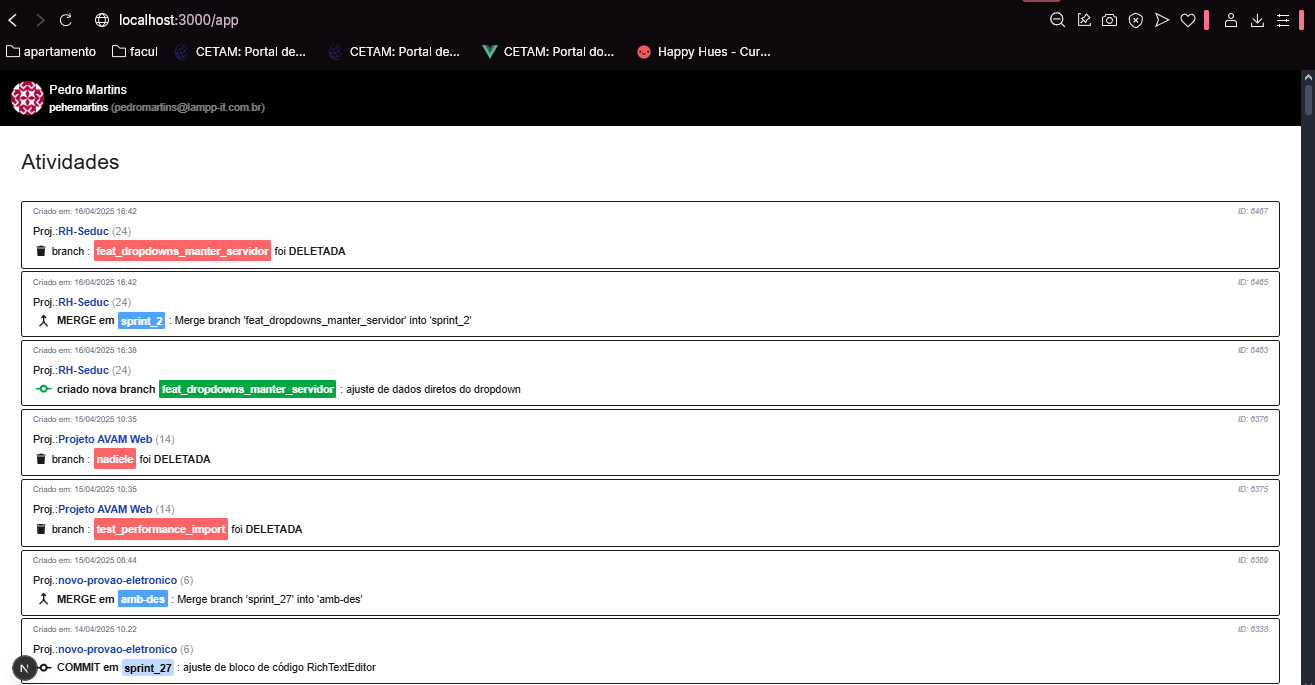 localhost:3000/app
apartamento facul CETAM: Portal de... CETAM: Portal de... CETAM: Portal do... Happy Hues - Cur...
Pedro Martins
pehemartins (pedromartins@lampp-it.com.br)
Atividades
Criado em: 16/04/2025 16:42 ID: 6467
Proj.:RH-Seduc (24)
branch : feat_dropdowns_manter_servidor foi DELETADA
Criado em: 16/04/2025 16:42 ID: 6465
Proj.:RH-Seduc (24)
MERGE em sprint_2 : Merge branch 'feat_dropdowns_manter_servidor' into 'sprint_2'
Criado em: 16/04/2025 16:38 ID: 6463
Proj.:RH-Seduc (24)
criado nova branch feat_dropdowns_manter_servidor : ajuste de dados diretos do dropdown
Criado em: 15/04/2025 10:35 ID: 6376
Proj.:Projeto AVAM Web (14)
branch : nadiele foi DELETADA
Criado em: 15/04/2025 10:35 ID: 6375
Proj.:Projeto AVAM Web (14)
branch : test_performance_import foi DELETADA
Criado em: 15/04/2025 08:44 ID: 6369
Proj.:novo-provao-eletronico (6)
MERGE em amb-des : Merge branch 'sprint_27' into 'amb-des'
Criado em: 14/04/2025 10:22 ID: 6338
Proj.:novo-provao-eletronico (6)
N COMMIT em sprint_27 : ajuste de bloco de código RichTextEditor